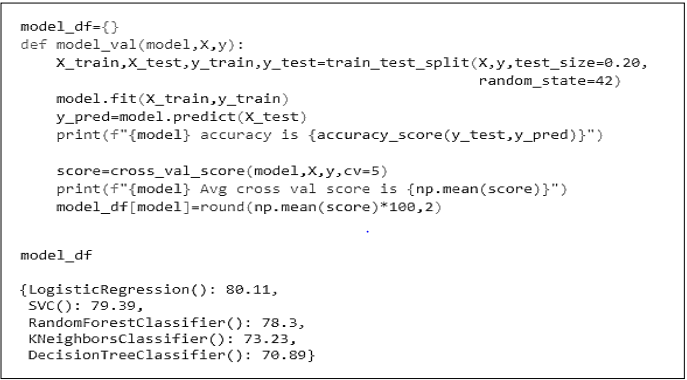 model_df={}
def model_val(model,X,y):
    X_train,X_test,y_train,y_test=train_test_split(X,y,test_size=0.20,
                                                   random_state=42)
    model.fit(X_train,y_train)
    y_pred=model.predict(X_test)
    print(f"{model} accuracy is {accuracy_score(y_test,y_pred)}")

    score=cross_val_score(model,X,y,cv=5)
    print(f"{model} Avg cross val score is {np.mean(score)}")
    model_df[model]=round(np.mean(score)*100,2)

model_df

{LogisticRegression(): 80.11,
 SVC(): 79.39,
 RandomForestClassifier(): 78.3,
 KNeighborsClassifier(): 73.23,
 DecisionTreeClassifier(): 70.89}